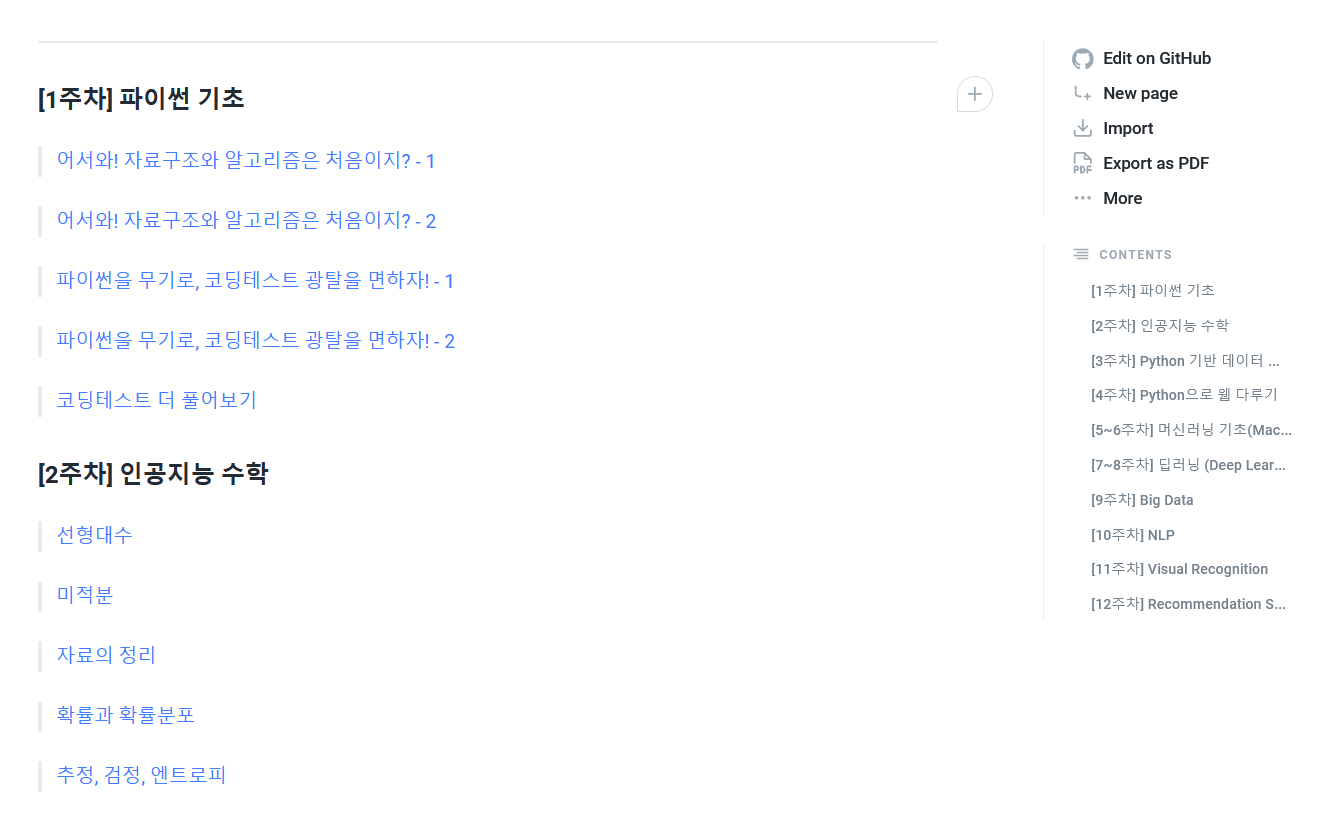 [1주차] 파이썬 기초
어서와! 자료구조와 알고리즘은 처음이지? - 1
어서와! 자료구조와 알고리즘은 처음이지? - 2
파이썬을 무기로, 코딩테스트 광탈을 면하자! - 1
파이썬을 무기로, 코딩테스트 광탈을 면하자! - 2
코딩테스트 더 풀어보기
[2주차] 인공지능 수학
선형대수
미적분
자료의 정리
확률과 확률분포
추정, 검정, 엔트로피
Edit on GitHub
New page
Import
PDF Export as PDF
More
CONTENTS
[1주차] 파이썬 기초
[2주차] 인공지능 수학
[3주차] Python 기반 데이터 ...
[4주차] Python으로 웹 다루기
[5~6주차] 머신러닝 기초(Mac...
[7~8주차] 딥러닝 (Deep Lear...
[9주차] Big Data
[10주차] NLP
[11주차] Visual Recognition
[12주차] Recommendation S...